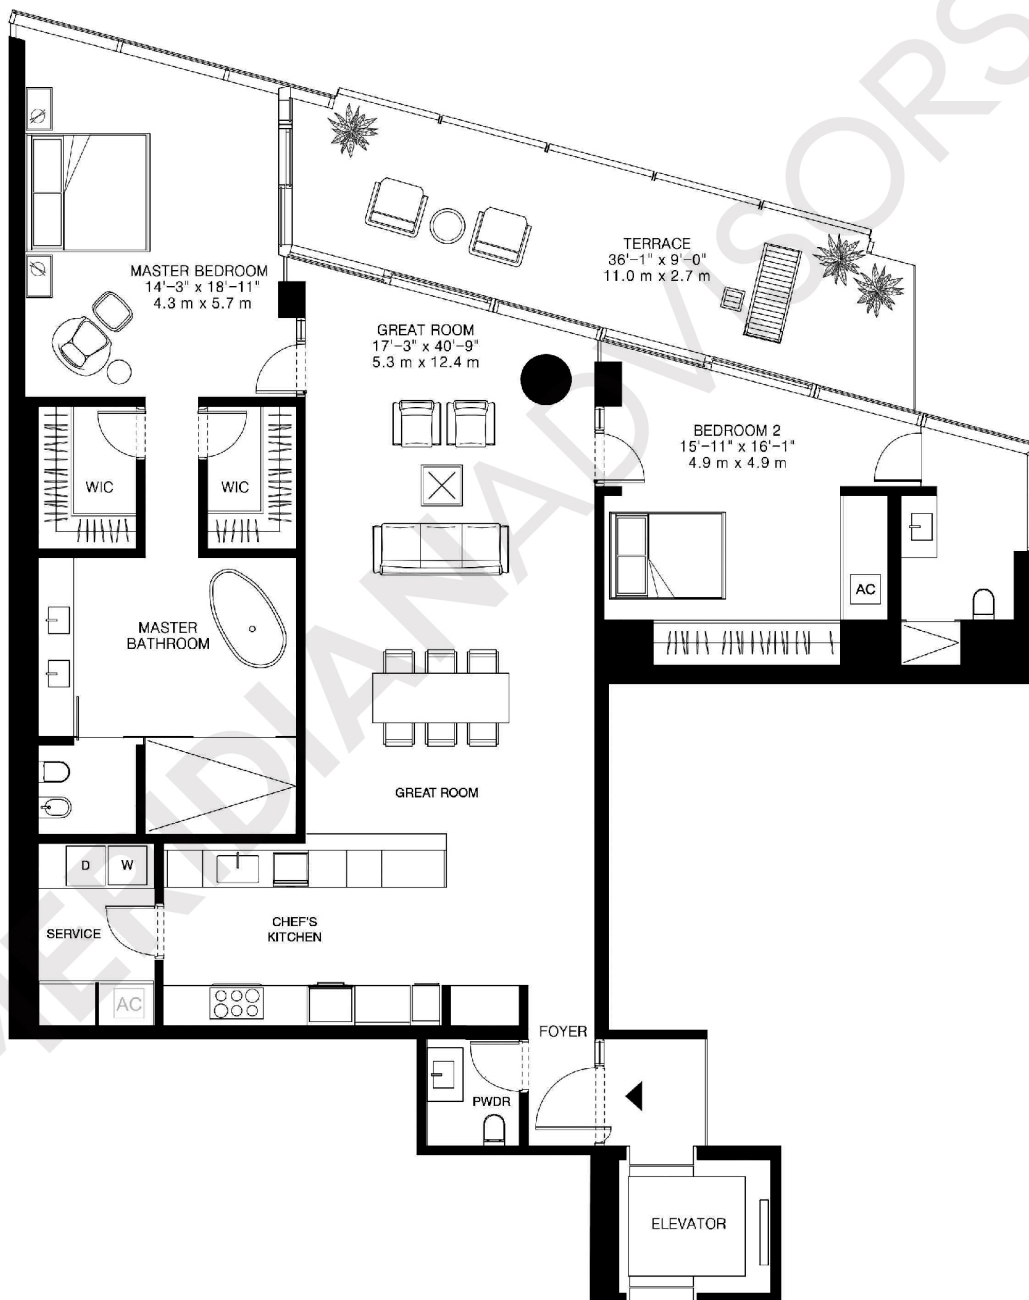 MERIDIAN ADVISORS
MASTER BEDROOM
14'-3" x 18'-11"
4.3 m x 5.7 m
TERRACE
36'-1" x 9'-0"
11.0 m x 2.7 m
GREAT ROOM
17'-3" x 40'-9"
5.3 m x 12.4 m
BEDROOM 2
15'-11" x 16'-1"
4.9 m x 4.9 m
WIC
WIC
AC
MASTER
BATHROOM
GREAT ROOM
D
W
SERVICE
CHEF'S
KITCHEN
AC
FOYER
PWDR
ELEVATOR